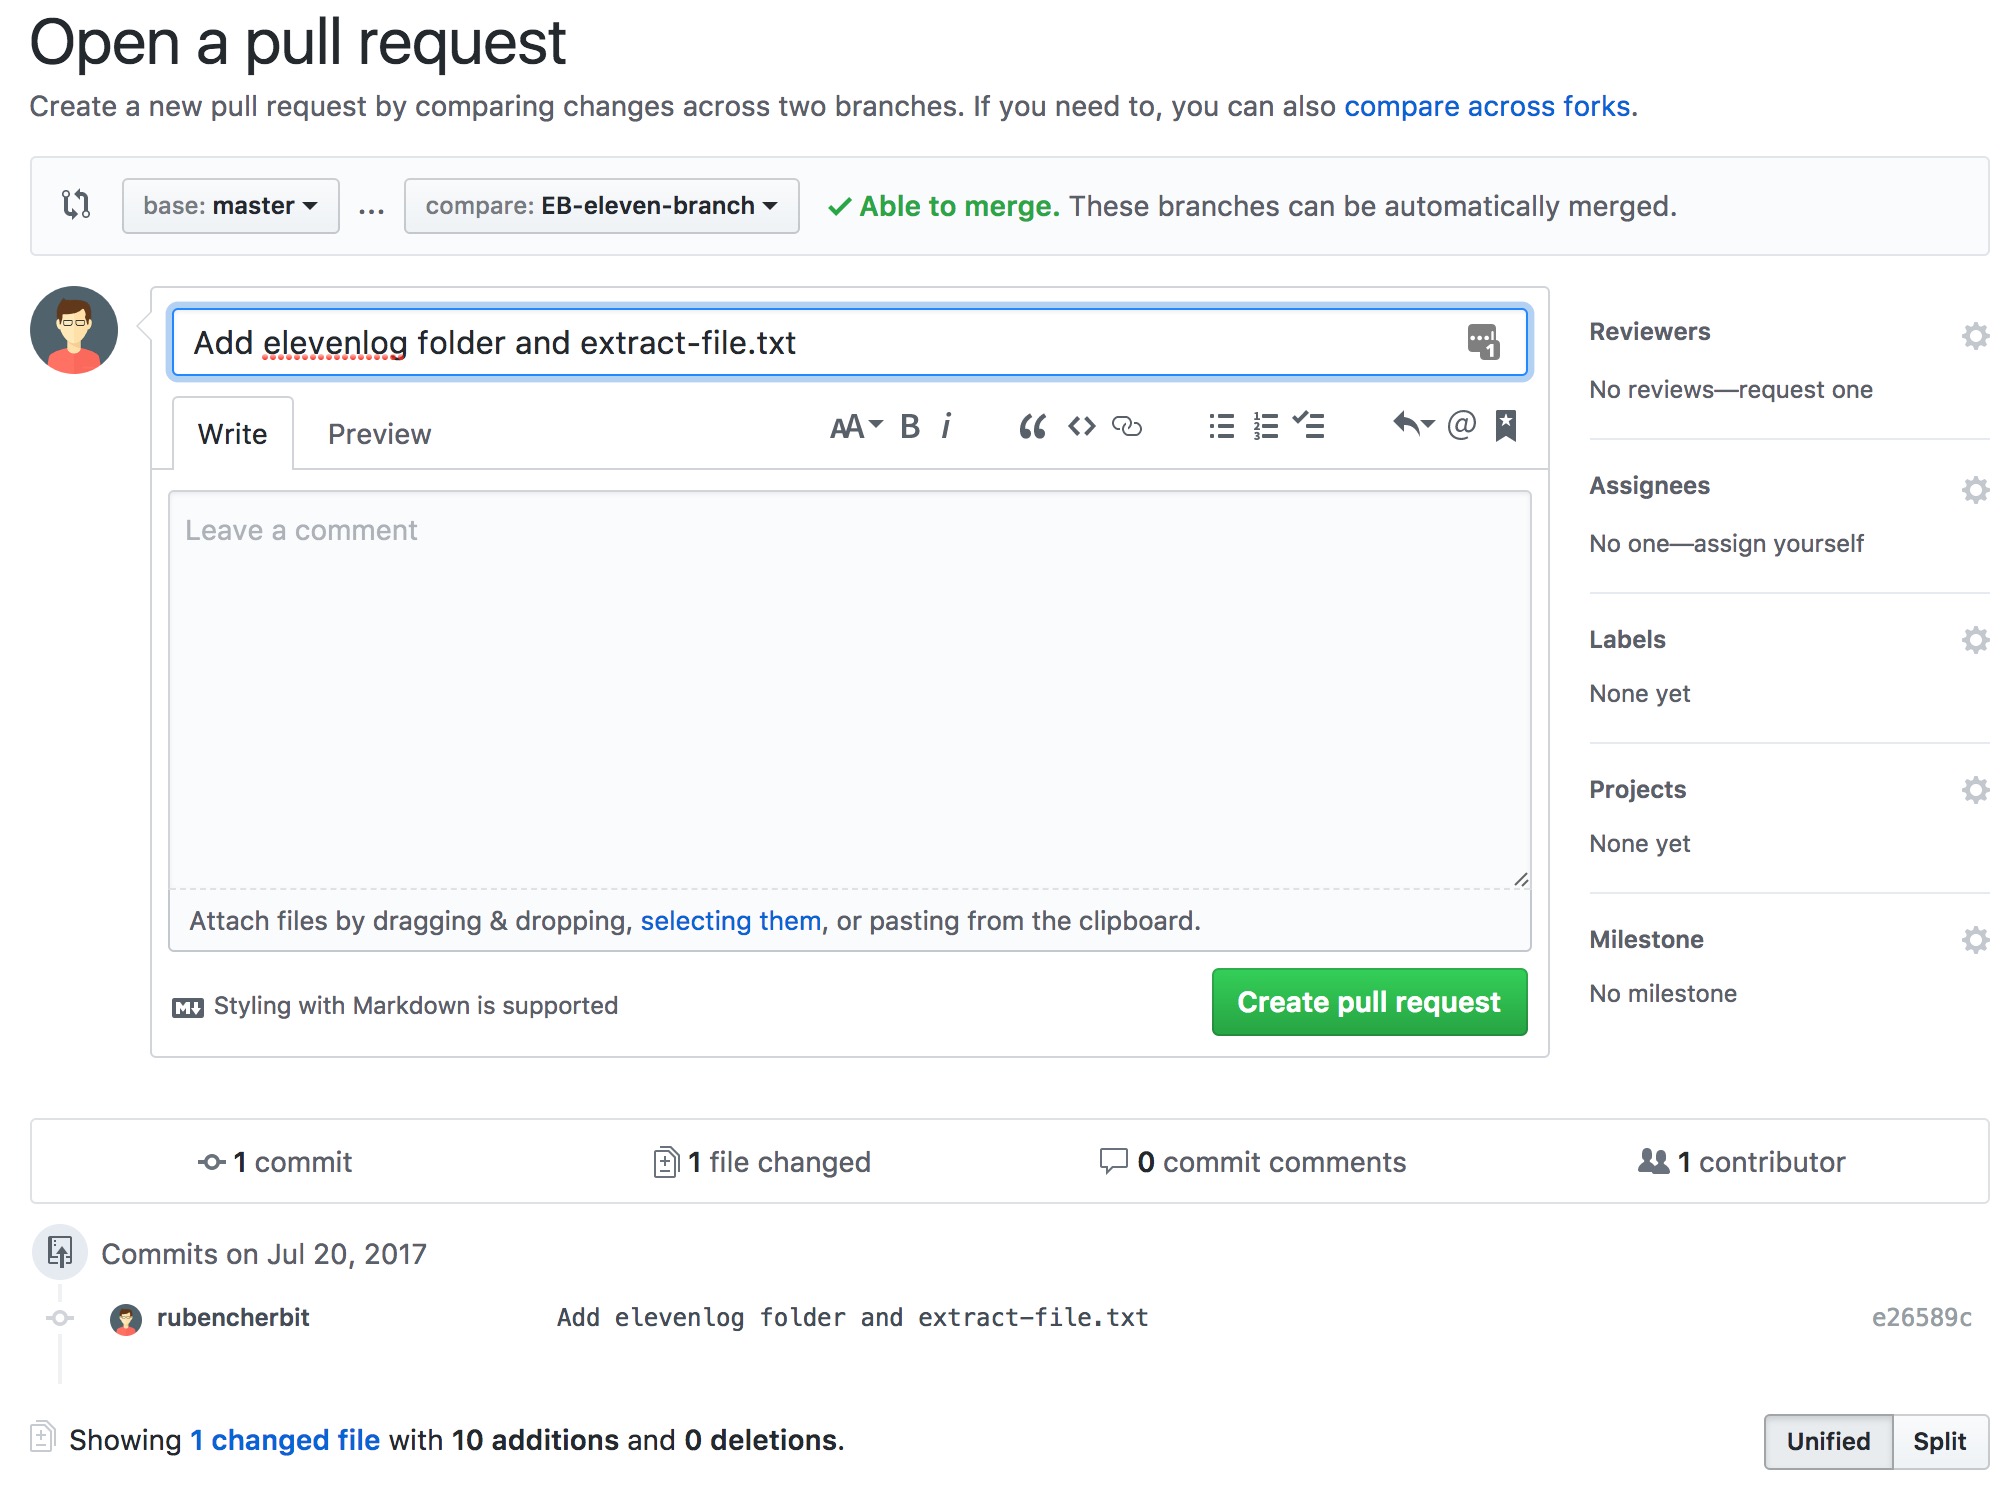 Open a pull request
Create a new pull request by comparing changes across two branches. If you need to, you can also compare across forks.
base: master ... compare: EB-eleven-branch Able to merge. These branches can be automatically merged.
Add elevenlog folder and extract-file.txt 1
Write Preview AA B i “ <> @
Leave a comment
Attach files by dragging & dropping, selecting them, or pasting from the clipboard.
M Styling with Markdown is supported
Create pull request
Reviewers
No reviews—request one
Assignees
No one—assign yourself
Labels
None yet
Projects
None yet
Milestone
No milestone
1 commit 1 file changed 0 commit comments 1 contributor
Commits on Jul 20, 2017
rubencherbit Add elevenlog folder and extract-file.txt e26589c
Showing 1 changed file with 10 additions and 0 deletions. Unified Split